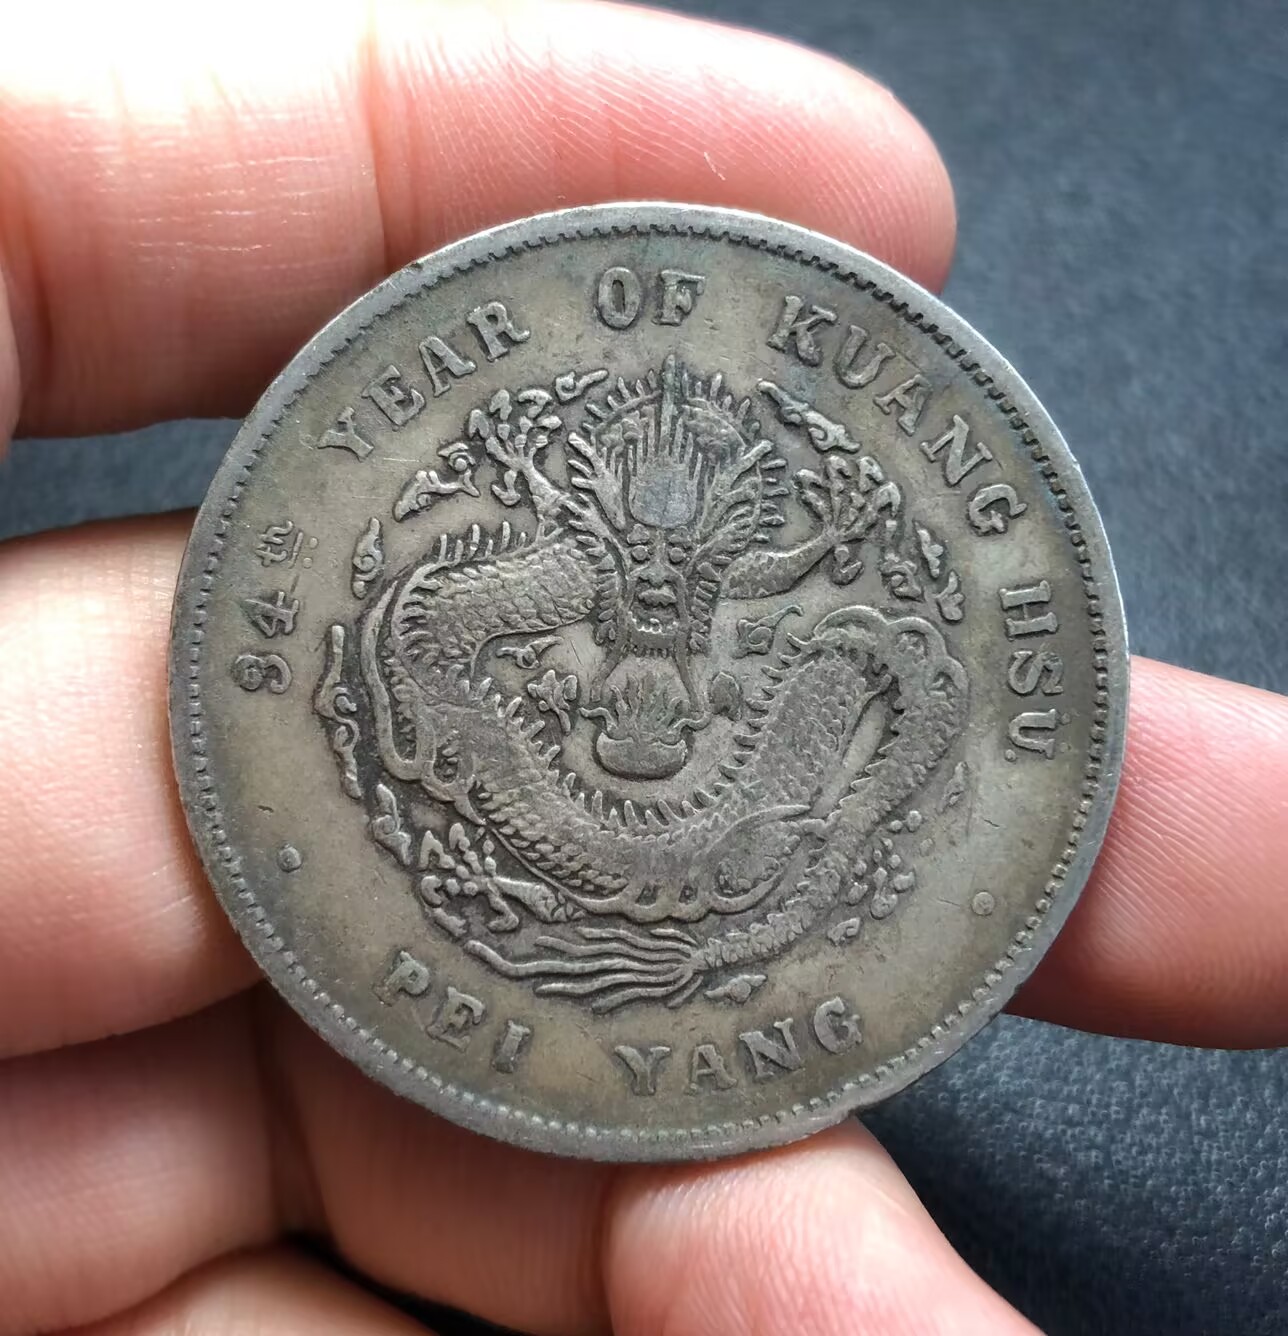 34th YEAR OF KUANG HSU.
PEI YANG